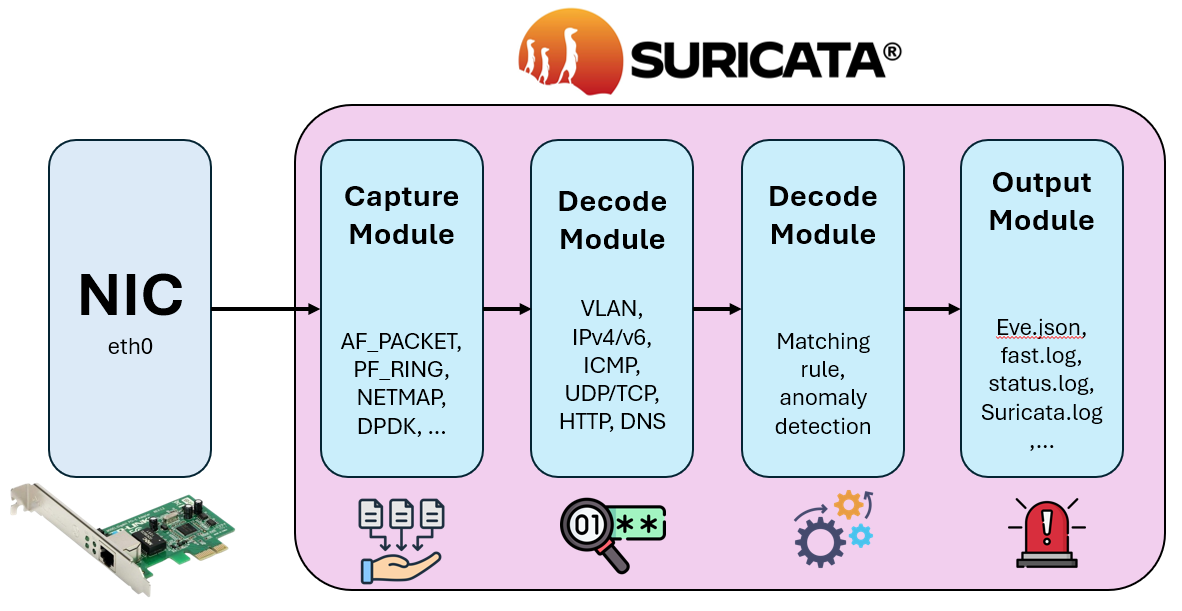 SURICATA®
NIC
eth0
Capture
Module
AF_PACKET,
PF_RING,
NETMAP,
DPDK, ...
Decode
Module
VLAN,
IPv4/v6,
ICMP,
UDP/TCP,
HTTP, DNS
Decode
Module
Matching
rule,
anomaly
detection
Output
Module
Eve.json,
fast.log,
status.log,
Suricata.log
,...
01 **